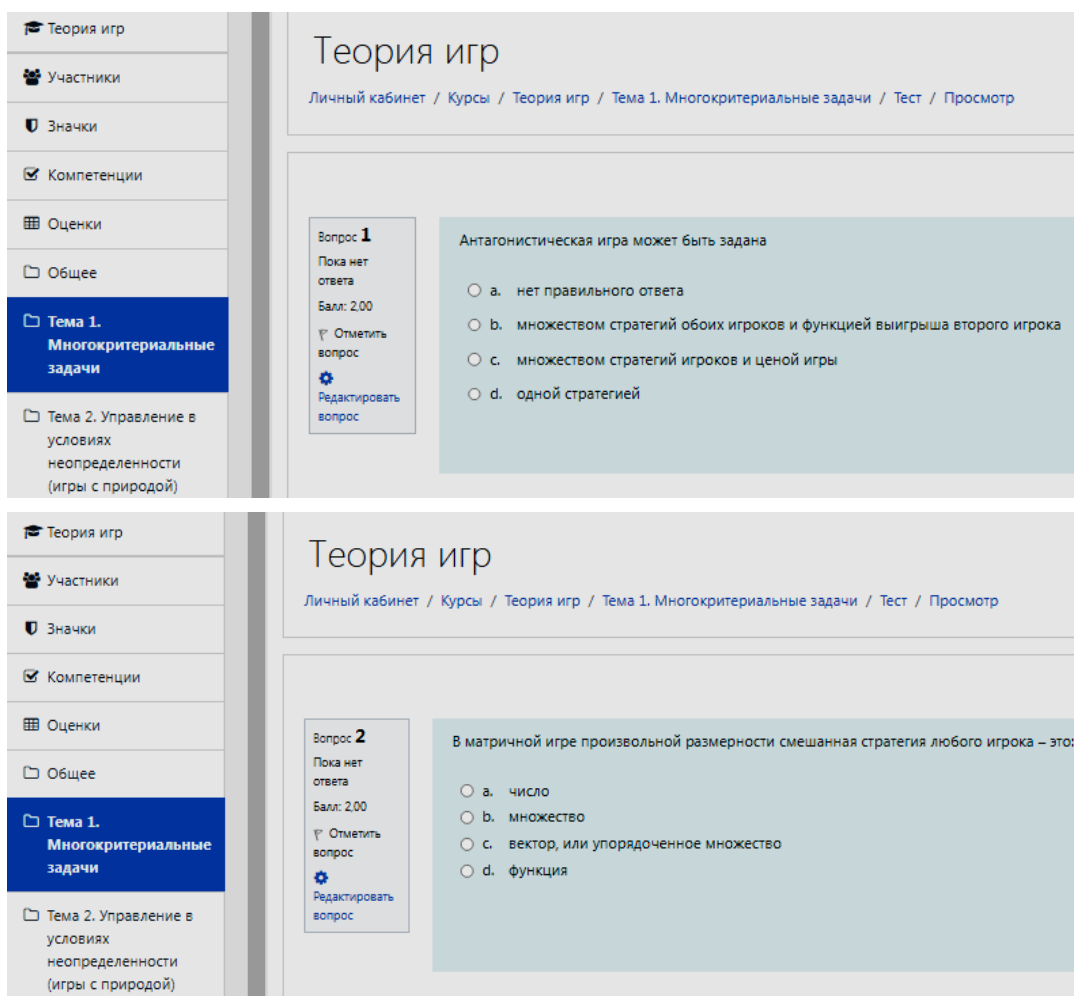 Теория игр
Участники
Значки
Компетенции
Оценки
Общее
Тема 1.
Многокритериальные
задачи
Тема 2. Управление в
условиях
неопределенности
(игры с природой)
Теория игр
Личный кабинет / Курсы / Теория игр / Тема 1. Многокритериальные задачи / Тест / Просмотр
Вопрос 1
Пока нет
ответа
Балл: 2,00
Отметить
вопрос
Редактировать
вопрос
Антагонистическая игра может быть задана
a. нет правильного ответа
b. множеством стратегий обоих игроков и функцией выигрыша второго игрока
c. множеством стратегий игроков и ценой игры
d. одной стратегией
Теория игр
Участники
Значки
Компетенции
Оценки
Общее
Тема 1.
Многокритериальные
задачи
Тема 2. Управление в
условиях
неопределенности
(игры с природой)
Теория игр
Личный кабинет / Курсы / Теория игр / Тема 1. Многокритериальные задачи / Тест / Просмотр
Вопрос 2
Пока нет
ответа
Балл: 2,00
Отметить
вопрос
Редактировать
вопрос
В матричной игре произвольной размерности смешанная стратегия любого игрока – это:
a. число
b. множество
c. вектор, или упорядоченное множество
d. функция